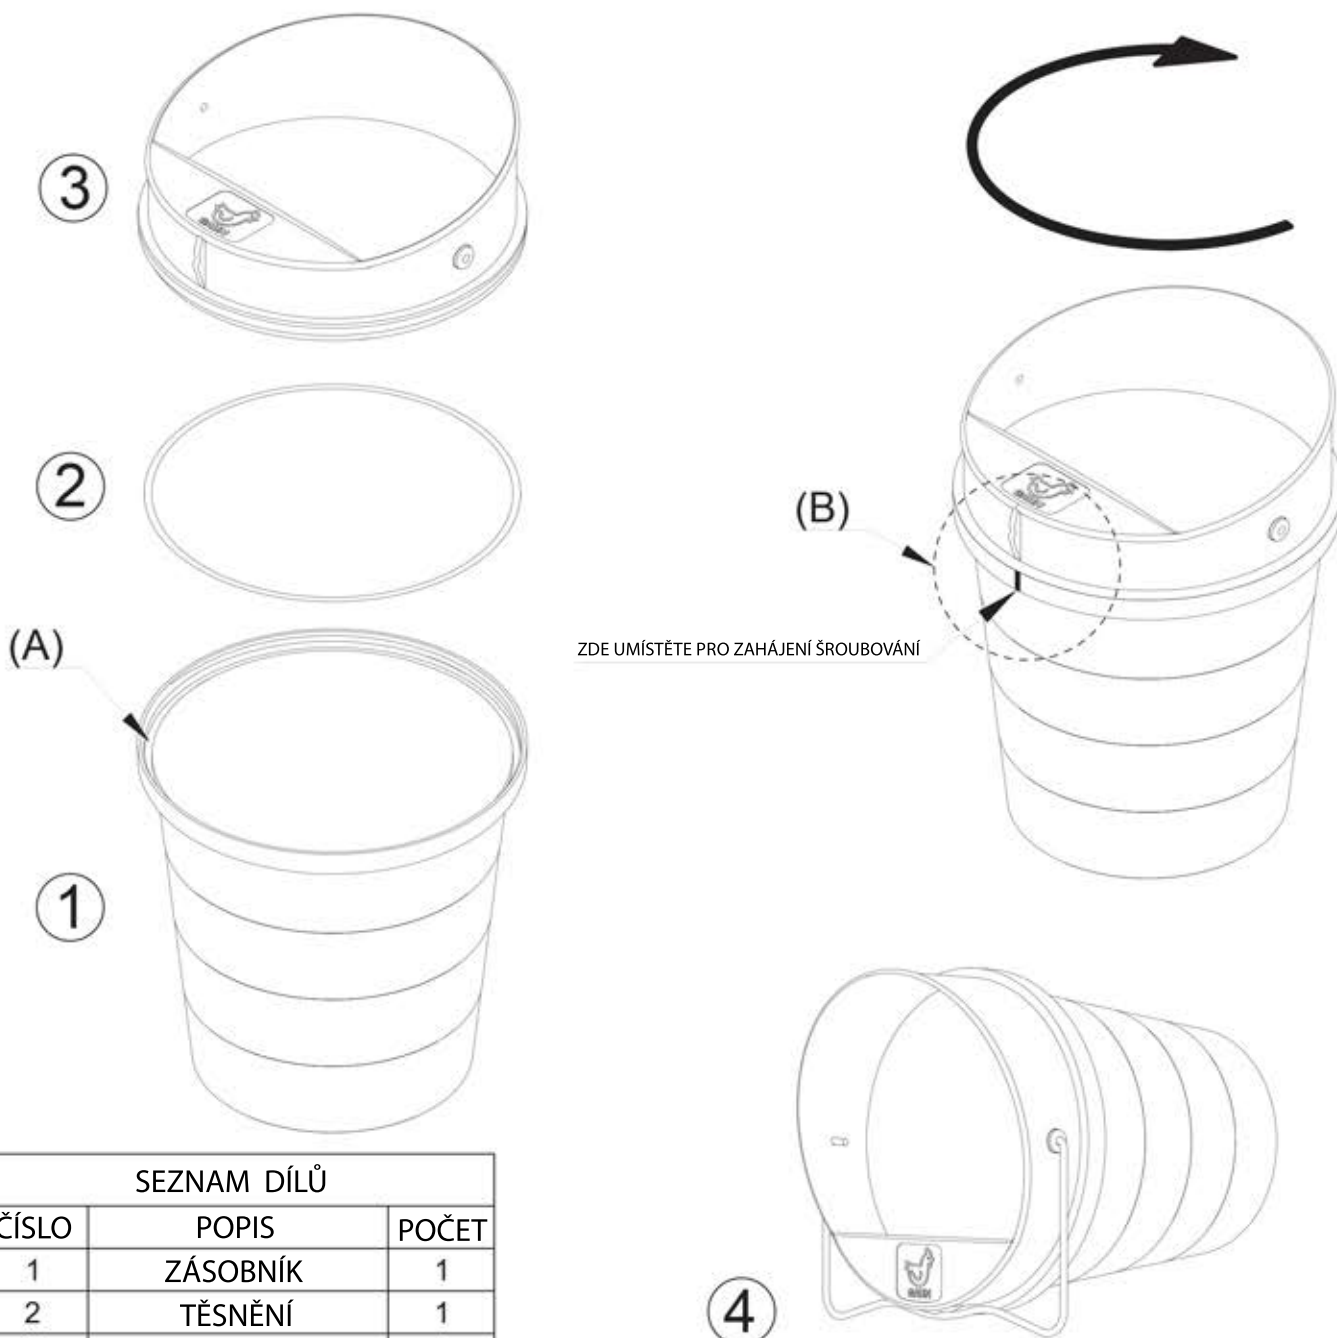 3
2
(A)
1
(B)
ZDE UMÍSTĚTE PRO ZAHÁJENÍ ŠROUBOVÁNÍ
4
SEZNAM DÍLŮ
ČÍSLO POPIS POČET
1 ZÁSOBNÍK 1
2 TĚSNĚNÍ 1